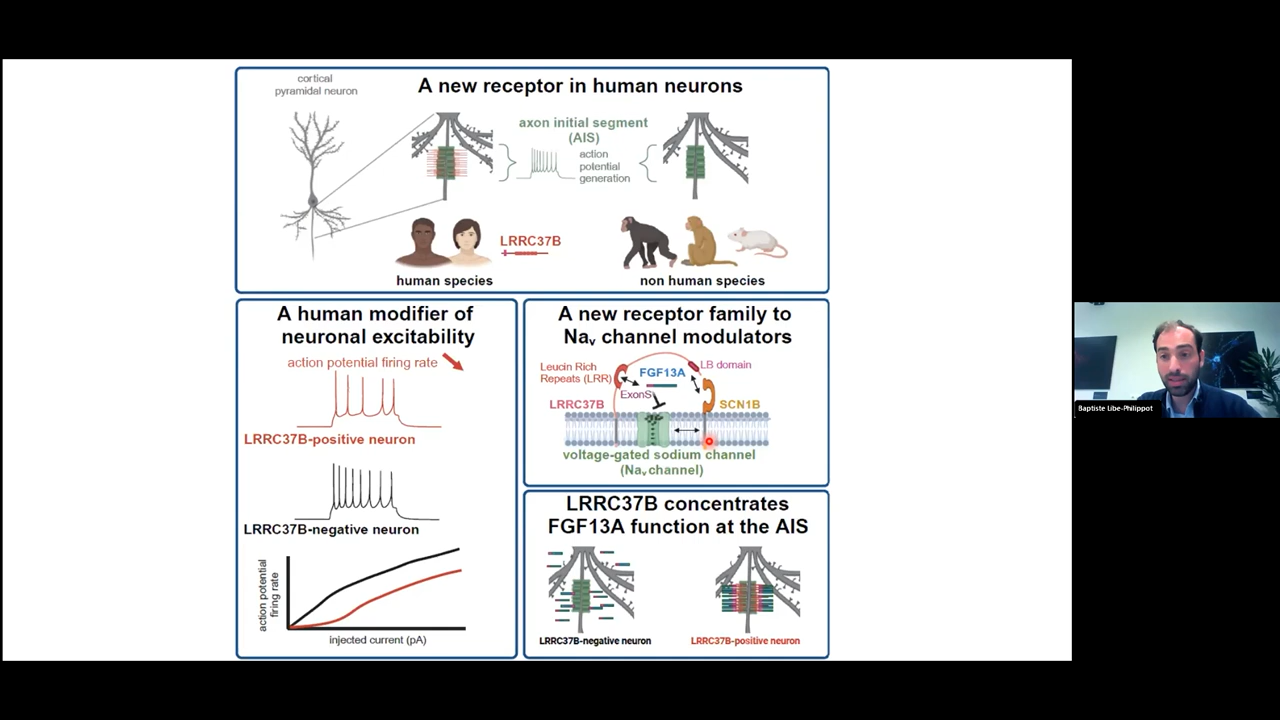 cortical
pyramidal neuron
A new receptor in human neurons
axon initial segment
(AIS)
action
potential
generation
LRRC37B
human species
non human species
A human modifier of
neuronal excitability
action potential firing rate
LRRC37B-positive neuron
LRRC37B-negative neuron
action potential
firing rate
injected current (pA)
A new receptor family to
Naᵥ channel modulators
Leucin Rich
Repeats (LRR)
FGF13A
LB domain
ExonS
LRRC37B
SCN1B
voltage-gated sodium channel
(Naᵥ channel)
LRRC37B concentrates
FGF13A function at the AIS
LRRC37B-negative neuron
LRRC37B-positive neuron
Baptiste Libe-Philippot